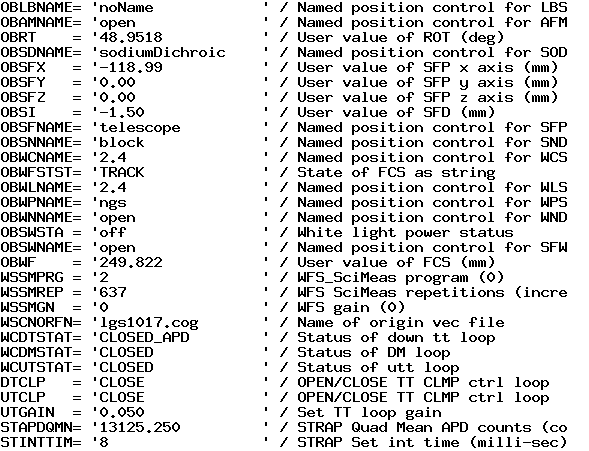 OBLBNAME= 'noName             ' / Named position control for LBS
OBAMNAME= 'open               ' / Named position control for AFM
OBRT    = '48.9518            ' / User value of ROT (deg)
OBSDNAME= 'sodiumDichroic     ' / Named position control for SOD
OBSFX   = '-118.99            ' / User value of SFP x axis (mm)
OBSFY   = '0.00               ' / User value of SFP y axis (mm)
OBSFZ   = '0.00               ' / User value of SFP z axis (mm)
OBSI    = '-1.50              ' / User value of SFD (mm)
OBSFNAME= 'telescope          ' / Named position control for SFP
OBSNNAME= 'block              ' / Named position control for SND
OBWCNAME= '2.4                ' / Named position control for WCS
OBWFSTST= 'TRACK              ' / State of FCS as string
OBWLNAME= '2.4                ' / Named position control for WLS
OBWPNAME= 'ngs                ' / Named position control for WPS
OBWNNAME= 'open               ' / Named position control for WND
OBSWSTA = 'off                ' / White light power status
OBSWNAME= 'open               ' / Named position control for SFW
OBWF    = '249.822            ' / User value of FCS (mm)
WSSMPRG = '2                  ' / WFS_SciMeas program (0)
WSSMREP = '637                ' / WFS SciMeas repetitions (incre
WSSMGN  = '0                  ' / WFS gain (0)
WSCNORFN= 'lgs1017.cog        ' / Name of origin vec file
WCDTSTAT= 'CLOSED_APD         ' / Status of down tt loop
WCDMSTAT= 'CLOSED             ' / Status of DM loop
WCUTSTAT= 'CLOSED             ' / Status of utt loop
DTCLP   = 'CLOSE              ' / OPEN/CLOSE TT CLMP ctrl loop
UTCLP   = 'CLOSE              ' / OPEN/CLOSE TT CLMP ctrl loop
UTGAIN  = '0.050              ' / Set TT loop gain
STAPDQMN= '13125.250          ' / STRAP Quad Mean APD counts (co
STINTTIM= '8                  ' / STRAP Set int time (milli-sec)